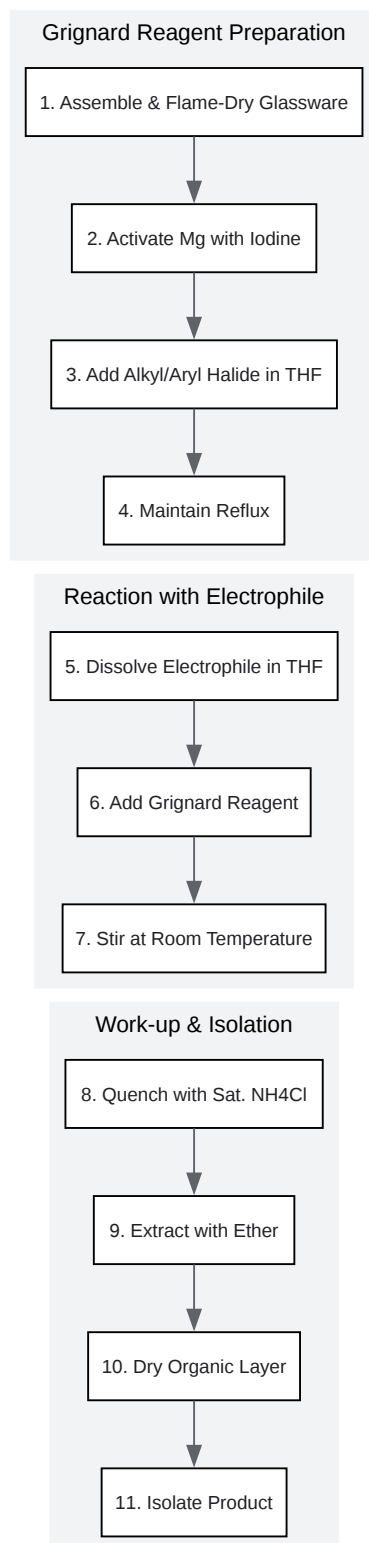 Grignard Reagent Preparation
1. Assemble & Flame-Dry Glassware
2. Activate Mg with Iodine
3. Add Alkyl/Aryl Halide in THF
4. Maintain Reflux
Reaction with Electrophile
5. Dissolve Electrophile in THF
6. Add Grignard Reagent
7. Stir at Room Temperature
Work-up & Isolation
8. Quench with Sat. NH4Cl
9. Extract with Ether
10. Dry Organic Layer
11. Isolate Product